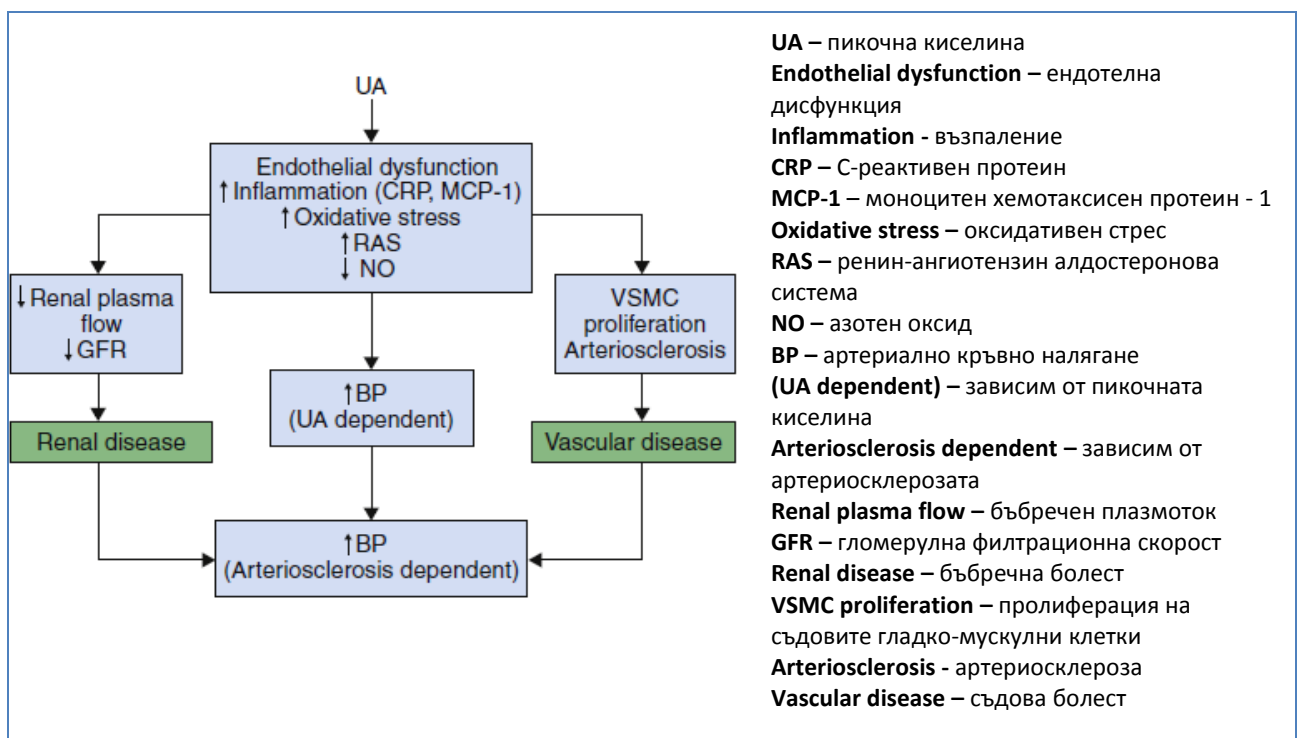 UA
Endothelial dysfunction
↑ Inflammation (CRP, MCP-1)
↑ Oxidative stress
↑ RAS
↓ NO
↓ Renal plasma
flow
↓ GFR
VSMC
proliferation
Arteriosclerosis
↑ BP
(UA dependent)
Renal disease
Vascular disease
↑ BP
(Arteriosclerosis dependent)
UA – пикочна киселина
Endothelial dysfunction – ендотелна
дисфункция
Inflammation - възпаление
CRP – С-реактивен протеин
MCP-1 – моноцитен хемотаксисен протеин - 1
Oxidative stress – оксидативен стрес
RAS – ренин-ангиотензин алдостеронова
система
NO – азотен оксид
BP – артериално кръвно налягане
(UA dependent) – зависим от пикочната
киселина
Arteriosclerosis dependent – зависим от
артериосклерозата
Renal plasma flow – бъбречен плазмоток
GFR – гломерулна филтрационна скорост
Renal disease – бъбречна болест
VSMC proliferation – пролиферация на
съдовите гладко-мускулни клетки
Arteriosclerosis - артериосклероза
Vascular disease – съдова болест